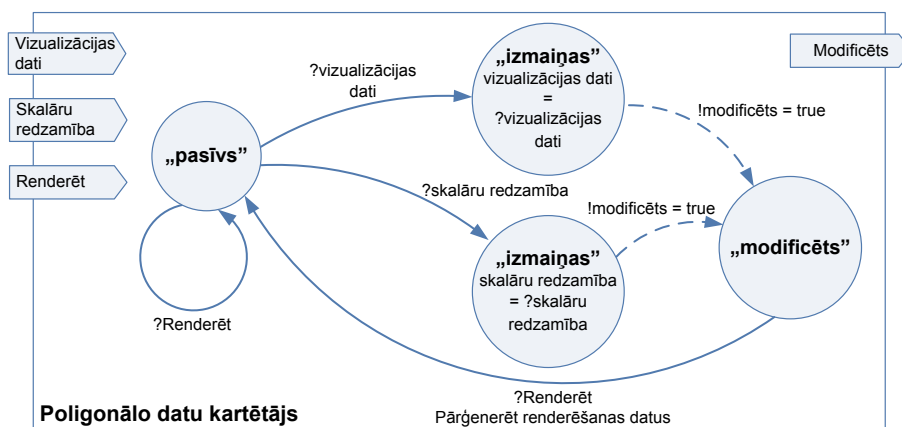 Vizualizācijas
dati
Skalāru
redzamība
Renderēt
Modificēts
„pasīvs”
?vizualizācijas
dati
„izmaiņas”
vizualizācijas dati
=
?vizualizācijas
dati
!modificēts = true
?skalāru redzamība
!modificēts = true
„izmaiņas”
skalāru redzamība
= ?skalāru
redzamība
„modificēts”
?Renderēt
?Renderēt
Pārģenerēt renderēšanas datus
Poligonālo datu kartētājs